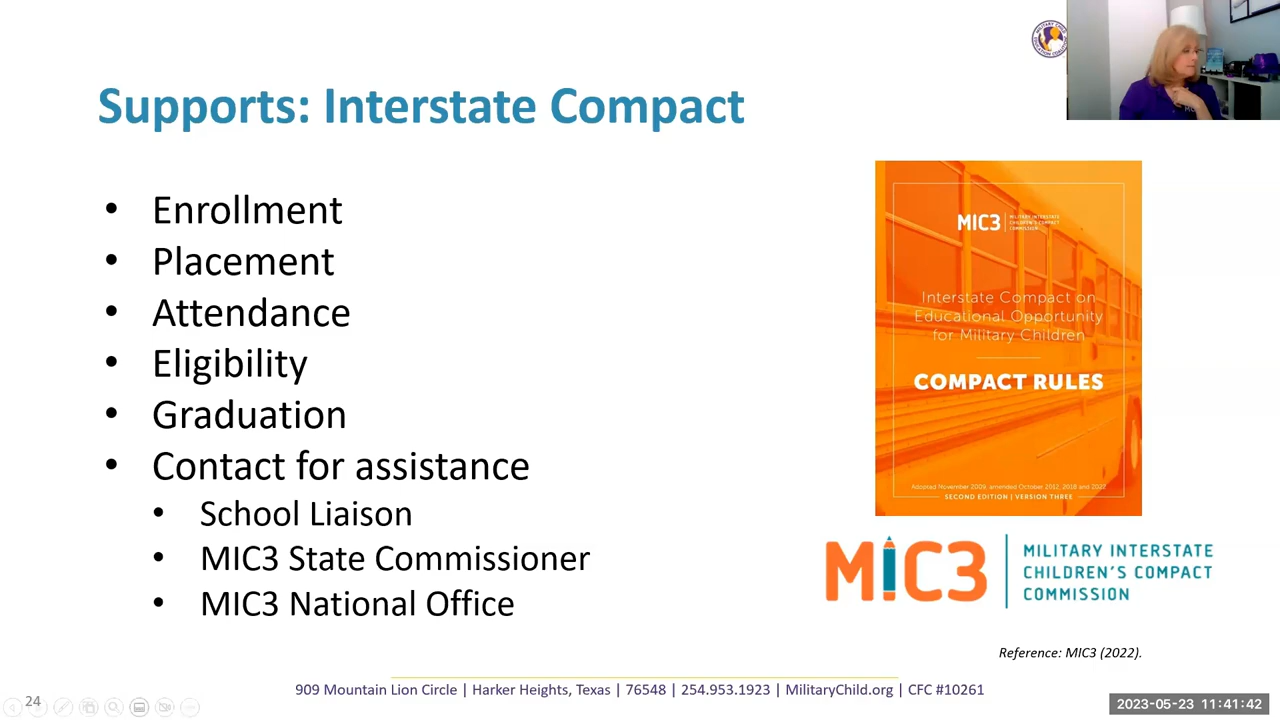 Supports: Interstate Compact
• Enrollment
• Placement
• Attendance
• Eligibility
• Graduation
• Contact for assistance
• School Liaison
• MIC3 State Commissioner
• MIC3 National Office
MIC3 MILITARY INTERSTATE
CHILDREN'S COMPACT
COMMISSION
Interstate Compact on
Educational Opportunity
for Military Children
COMPACT RULES
Adopted November 2009, amended October 2012, 2018 and 2022
SECOND EDITION | VERSION THREE
MIC3 MILITARY INTERSTATE
CHILDREN'S COMPACT
COMMISSION
Reference: MIC3 (2022).
909 Mountain Lion Circle | Harker Heights, Texas | 76548 | 254.953.1923 | MilitaryChild.org | CFC #10261
24
2023-05-23 11:41:42